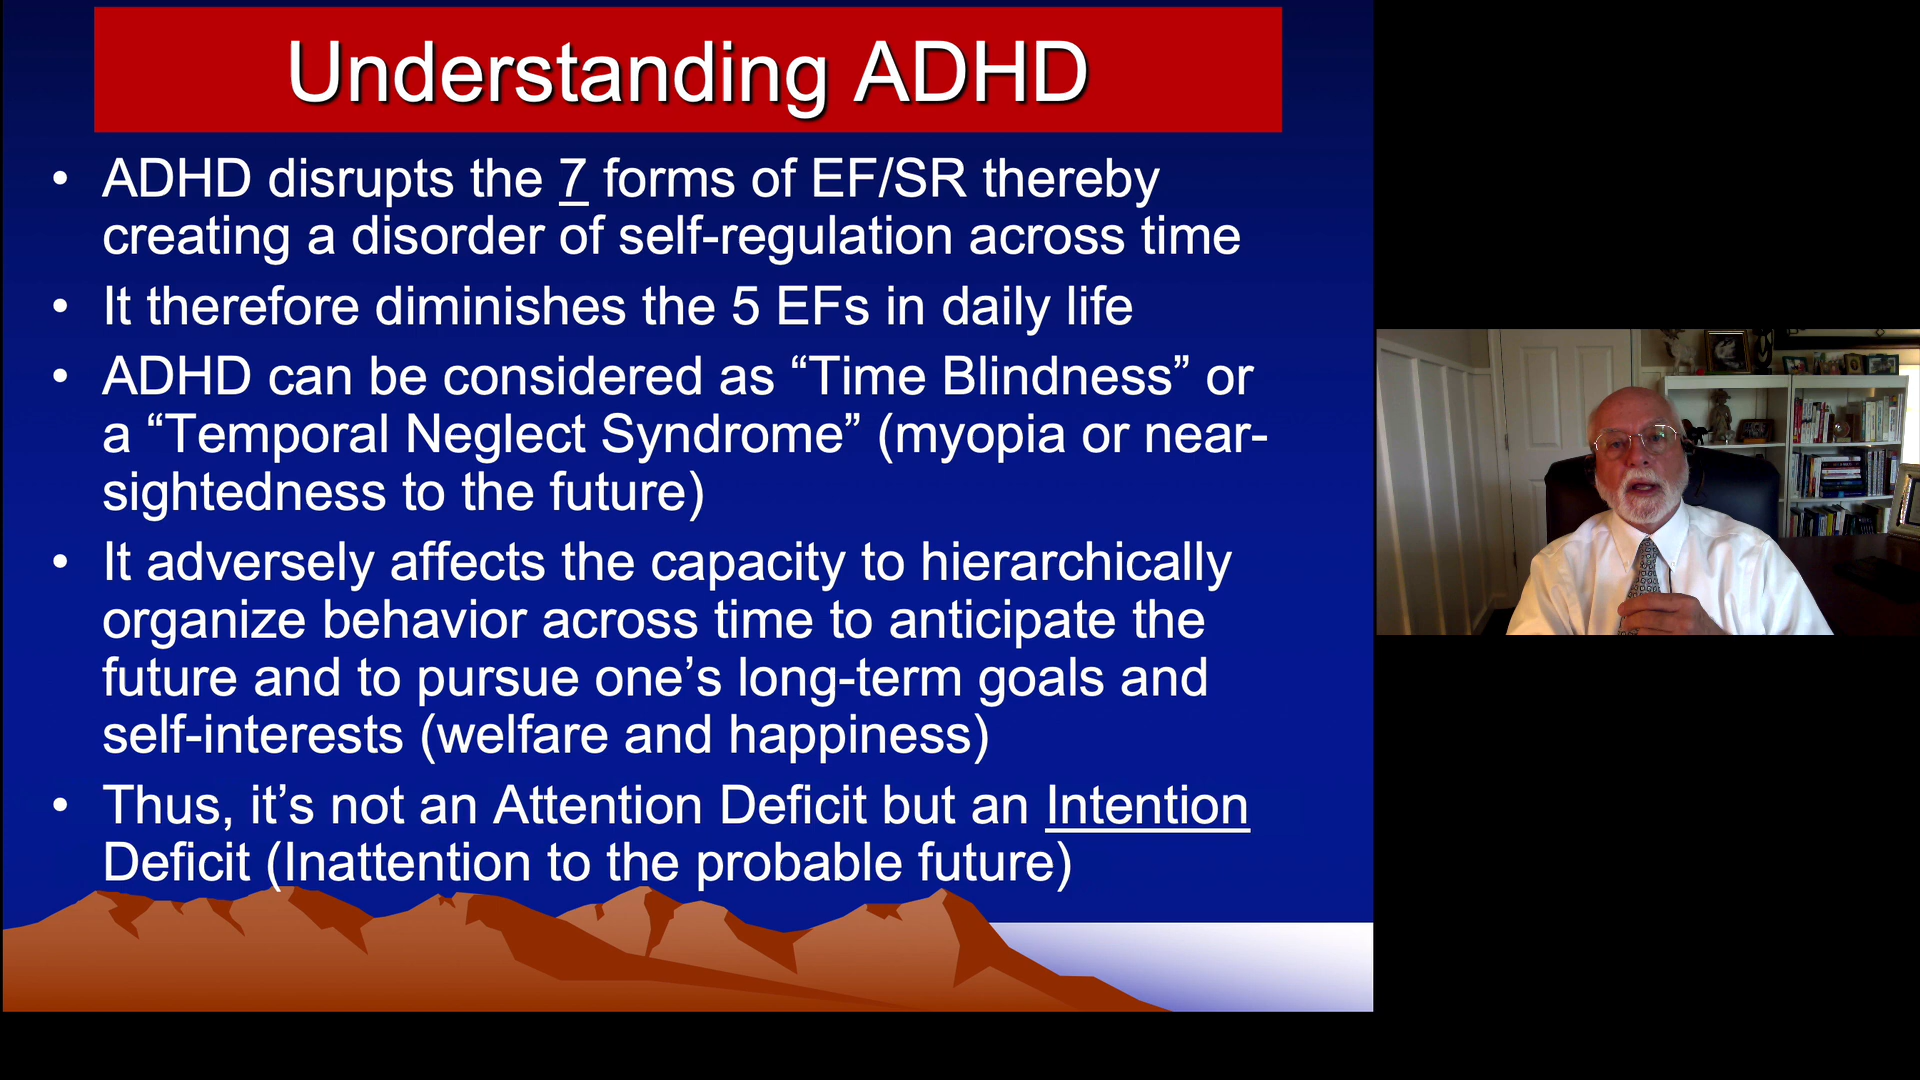 Understanding ADHD
• ADHD disrupts the 7 forms of EF/SR thereby
creating a disorder of self-regulation across time
• It therefore diminishes the 5 EFs in daily life
• ADHD can be considered as “Time Blindness” or
a “Temporal Neglect Syndrome” (myopia or near-
sightedness to the future)
• It adversely affects the capacity to hierarchically
organize behavior across time to anticipate the
future and to pursue one’s long-term goals and
self-interests (welfare and happiness)
• Thus, it’s not an Attention Deficit but an Intention
Deficit (Inattention to the probable future)